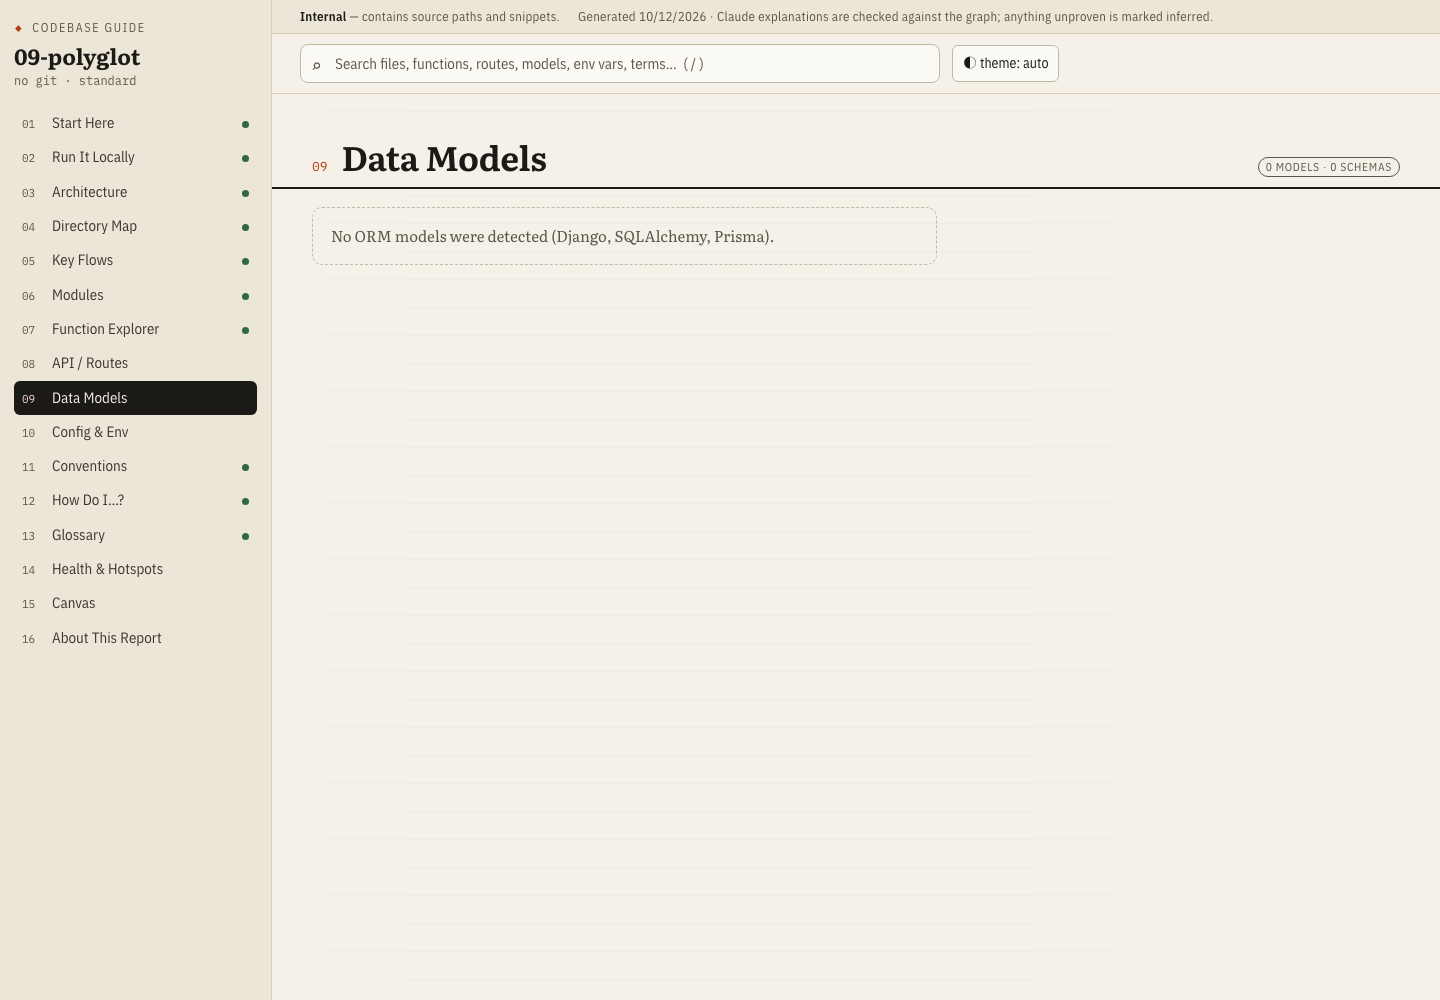 ◆ CODEBASE GUIDE
09-polyglot
no git · standard
01 Start Here
02 Run It Locally
03 Architecture
04 Directory Map
05 Key Flows
06 Modules
07 Function Explorer
08 API / Routes
09 Data Models
10 Config & Env
11 Conventions
12 How Do I…?
13 Glossary
14 Health & Hotspots
15 Canvas
16 About This Report
Internal — contains source paths and snippets. Generated 10/12/2026 · Claude explanations are checked against the graph; anything unproven is marked inferred.
Search files, functions, routes, models, env vars, terms… ( / )
theme: auto
09 Data Models
0 MODELS · 0 SCHEMAS
No ORM models were detected (Django, SQLAlchemy, Prisma).